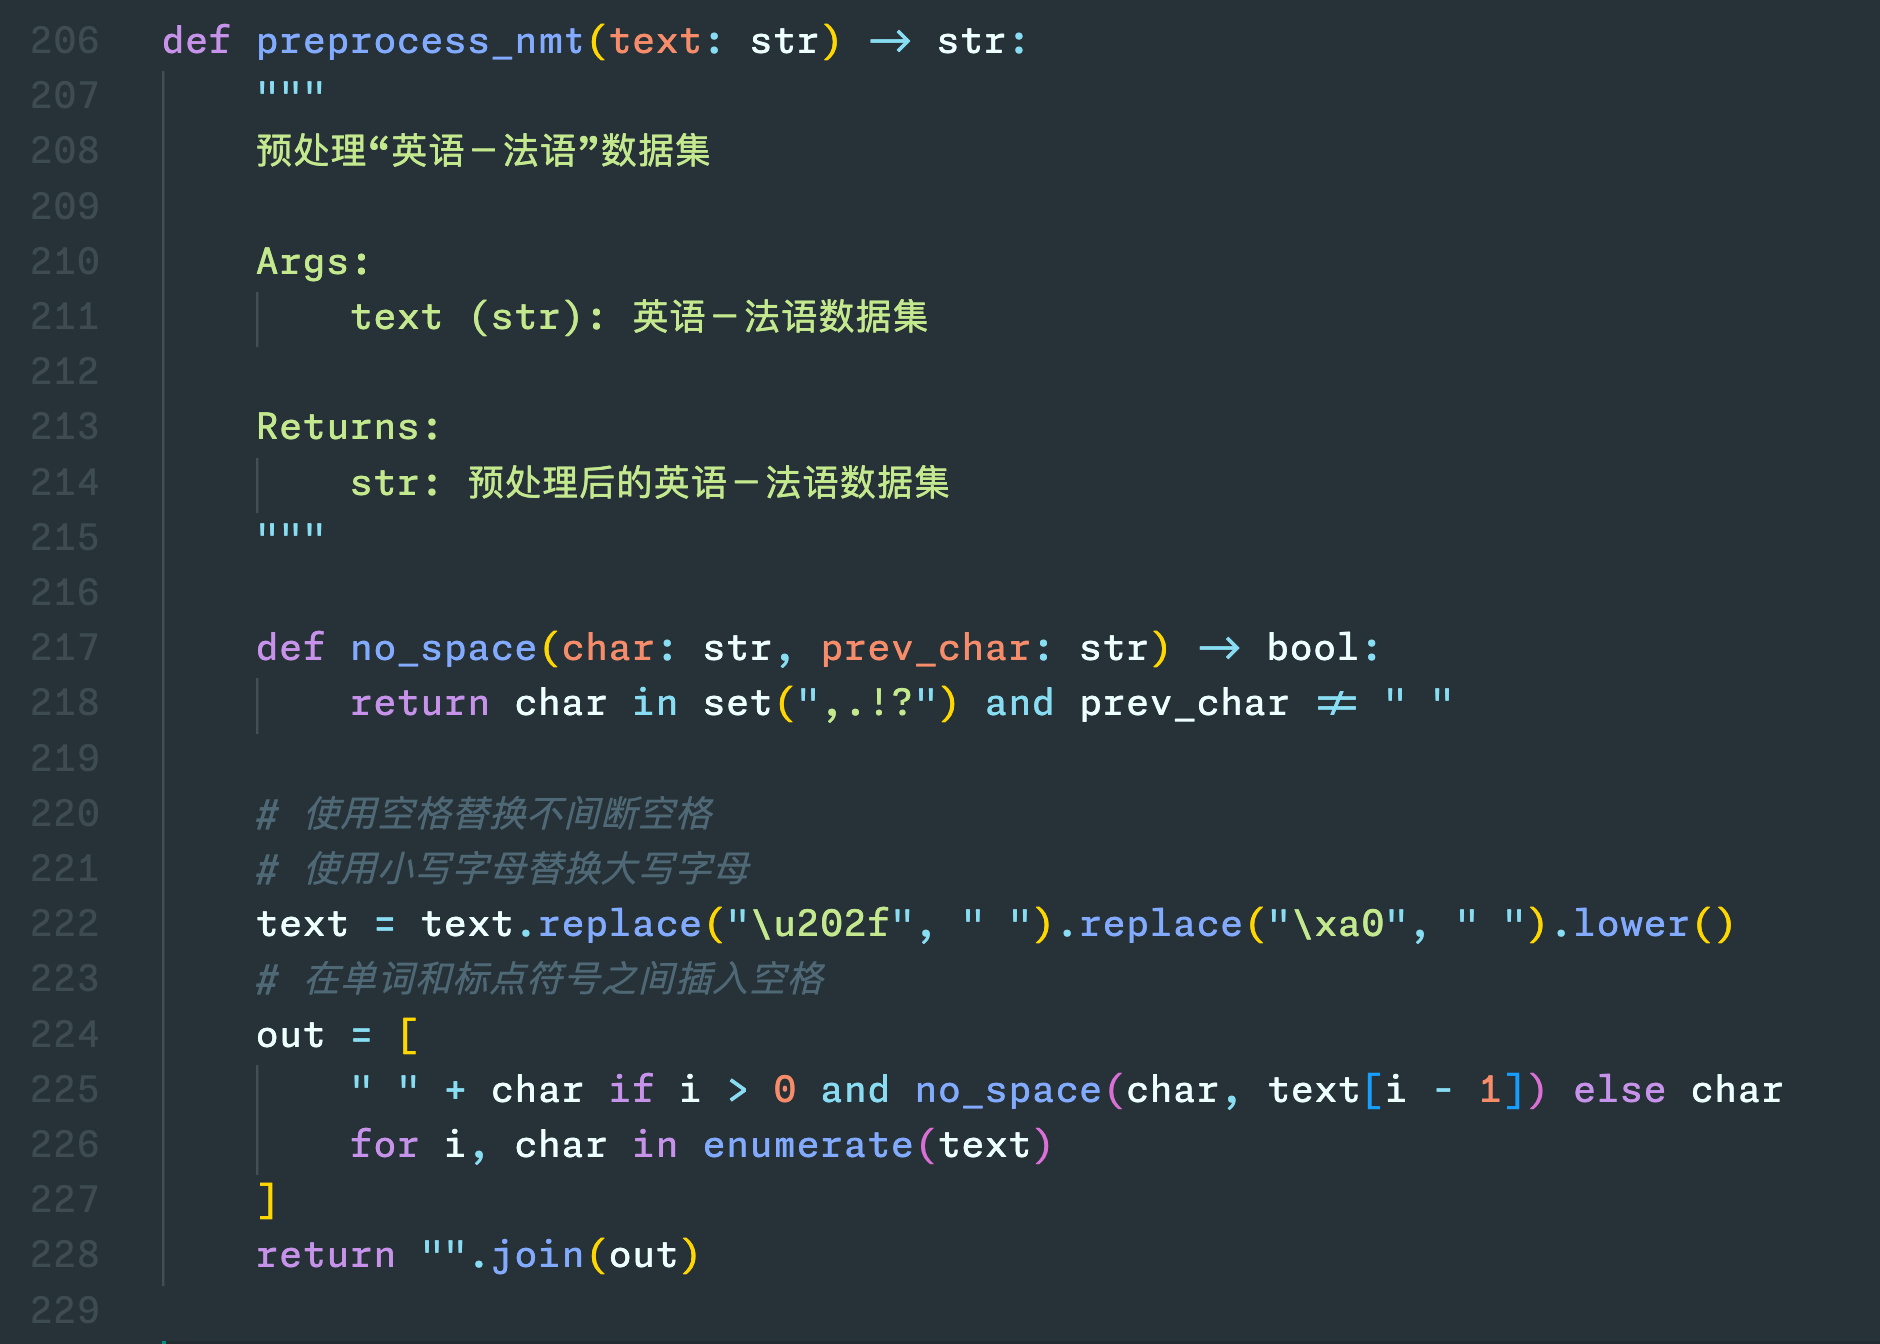 206 def preprocess_nmt(text: str) -> str:
207     """
208     预处理“英语－法语”数据集
209
210     Args:
211         text (str): 英语－法语数据集
212
213     Returns:
214         str: 预处理后的英语－法语数据集
215     """
216
217     def no_space(char: str, prev_char: str) -> bool:
218         return char in set(",.!?") and prev_char != " "
219
220     # 使用空格替换不间断空格
221     # 使用小写字母替换大写字母
222     text = text.replace("\u202f", " ").replace("\xa0", " ").lower()
223     # 在单词和标点符号之间插入空格
224     out = [
225         " " + char if i > 0 and no_space(char, text[i - 1]) else char
226         for i, char in enumerate(text)
227     ]
228     return "".join(out)
229